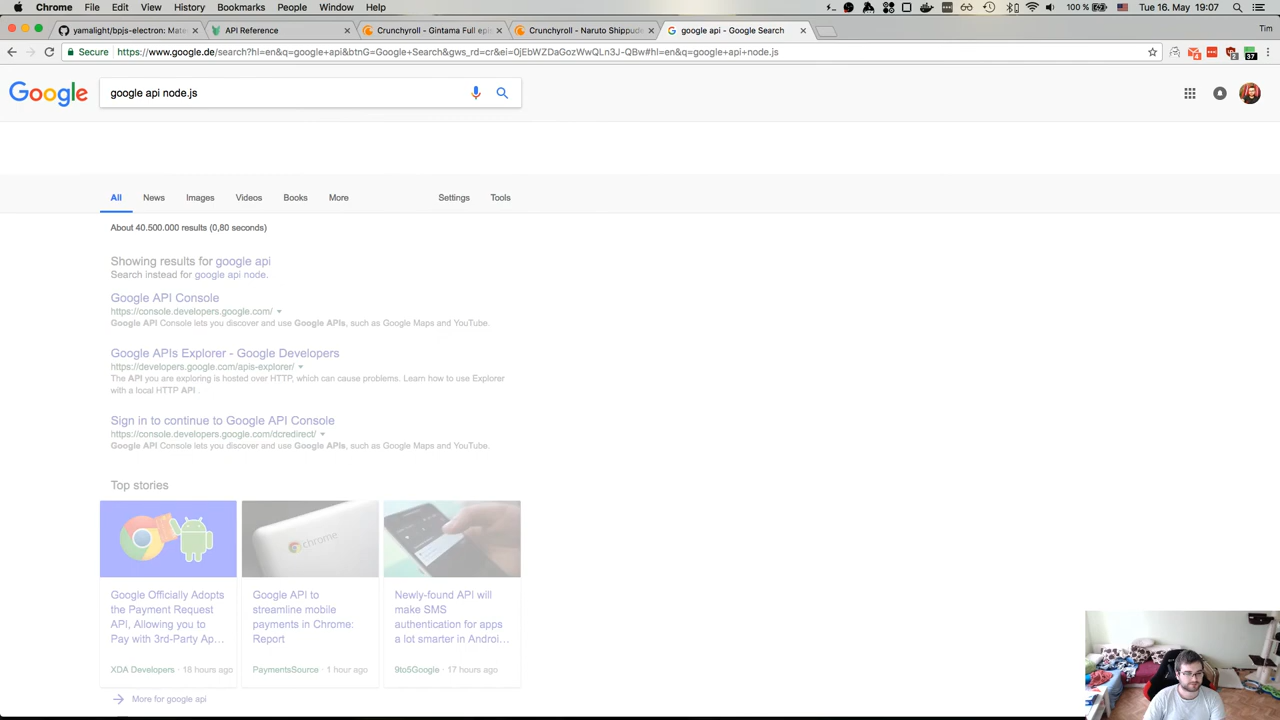 Chrome File Edit View History Bookmarks People Window Help
100 % Tue 16. May 19:07
yamalight/bpjs-electron: Mate
API Reference
Crunchyroll - Gintama Full epi
Crunchyroll - Naruto Shippud
google api - Google Search
Tim
Secure https://www.google.de/search?hl=en&q=google+api&btnG=Google+Search&gws_rd=cr&ei=0jEbWZDaGozWwQLn3J-QBw#hl=en&q=google+api+node.js
Google
google api node.js
All News Images Videos Books More Settings Tools
About 40.500.000 results (0,80 seconds)
Showing results for google api
Search instead for google api node.
Google API Console
https://console.developers.google.com/
Google API Console lets you discover and use Google APIs, such as Google Maps and YouTube.
Google APIs Explorer - Google Developers
https://developers.google.com/apis-explorer/
The API you are exploring is hosted over HTTP, which can cause problems. Learn how to use Explorer
with a local HTTP API .
Sign in to continue to Google API Console
https://console.developers.google.com/dcredirect/
Google API Console lets you discover and use Google APIs, such as Google Maps and YouTube.
Top stories
chrome
Google Officially Adopts
the Payment Request
API, Allowing you to
Pay with 3rd-Party Ap...
XDA Developers · 18 hours ago
Google API to
streamline mobile
payments in Chrome:
Report
PaymentsSource · 1 hour ago
Newly-found API will
make SMS
authentication for apps
a lot smarter in Androi...
9to5Google · 17 hours ago
More for google api